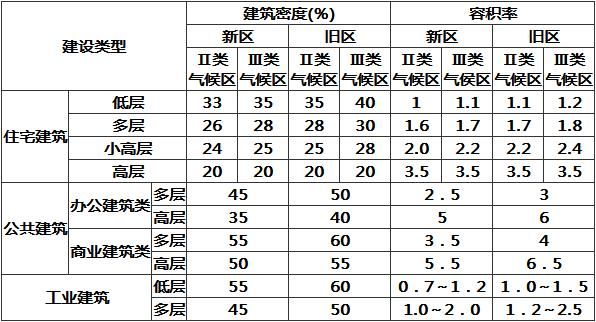 建设类型 建筑密度(%) 容积率
新区 旧区 新区 旧区
Ⅱ类气候区 Ⅲ类气候区 Ⅱ类气候区 Ⅲ类气候区 Ⅱ类气候区 Ⅲ类气候区 Ⅱ类气候区 Ⅲ类气候区
住宅建筑 低层 33 35 35 40 1 1.1 1.1 1.2
多层 26 28 28 30 1.6 1.7 1.7 1.8
小高层 24 25 25 28 2.0 2.2 2.2 2.4
高层 20 20 20 20 3.5 3.5 3.5 3.5
公共建筑 办公建筑类 多层 45 50 2.5 3
高层 35 40 5 6
商业建筑类 多层 55 60 3.5 4
高层 50 55 5.5 6.5
工业建筑 低层 55 60 0.7~1.2 1.0~1.5
多层 45 50 1.0~2.0 1.2~2.5